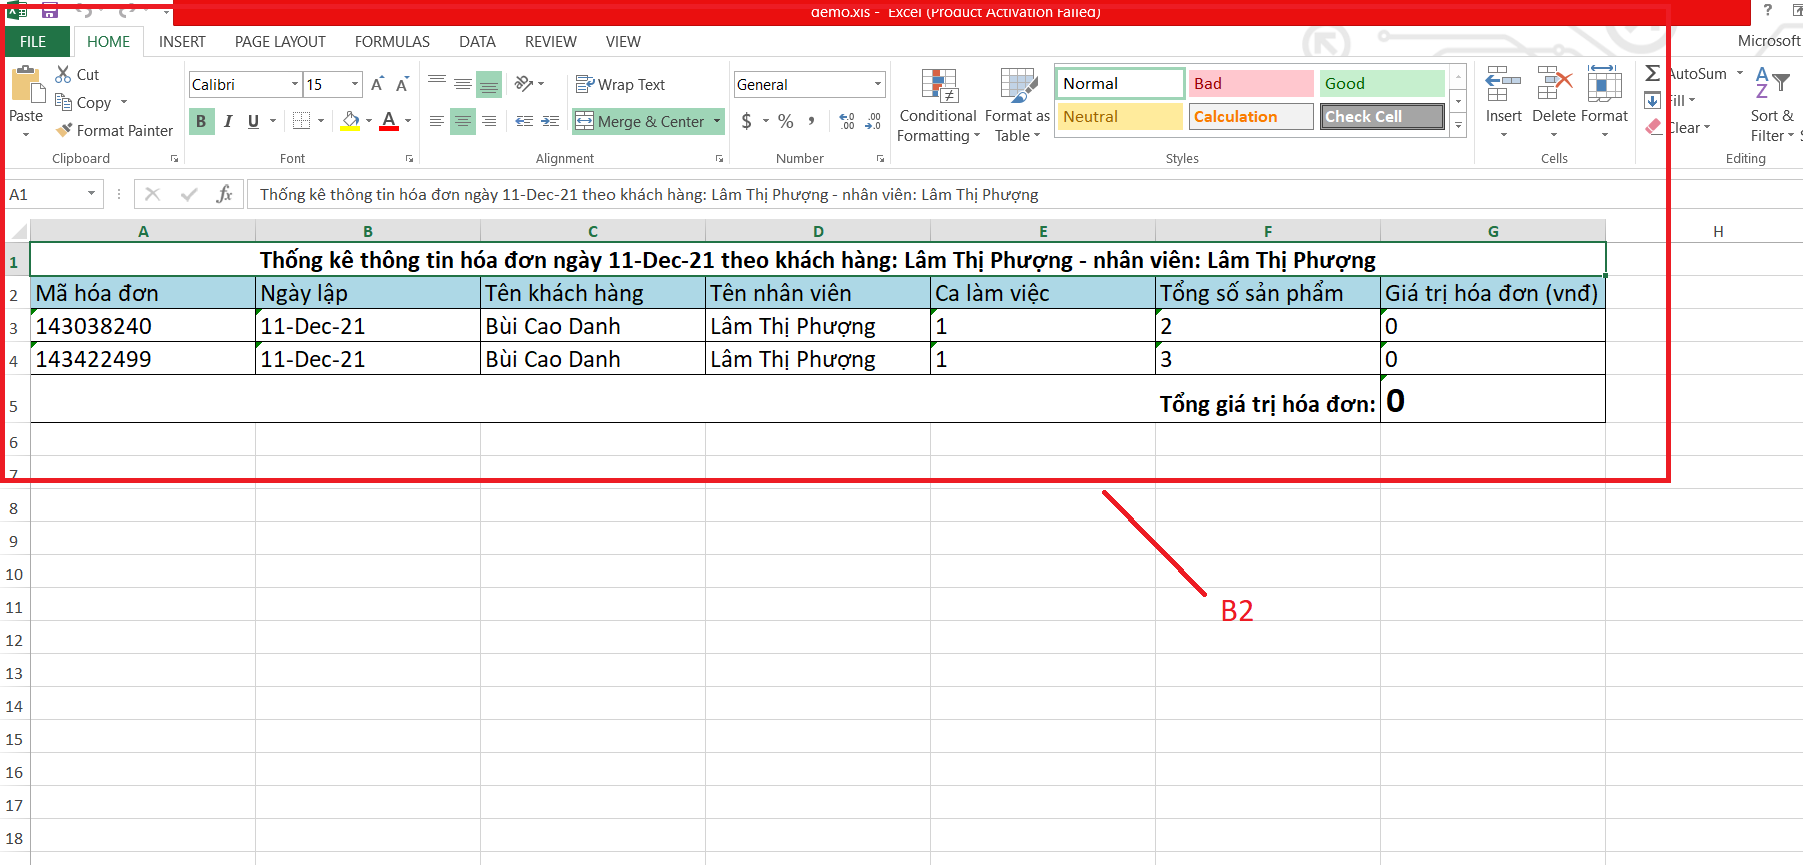 demo.xls - Excel (Product Activation Failed)
?
FILE HOME INSERT PAGE LAYOUT FORMULAS DATA REVIEW VIEW Microsoft
Paste
Cut
Copy
Format Painter
Clipboard
Calibri 15
B I U
Font
Wrap Text
Merge & Center
Alignment
General
$ % ,
Number
Conditional Formatting
Format as Table
Normal Bad Good
Neutral Calculation Check Cell
Styles
Insert Delete Format
Cells
AutoSum
Fill
Clear
Sort &
Filter
Editing
A1 fx Thống kê thông tin hóa đơn ngày 11-Dec-21 theo khách hàng: Lâm Thị Phượng - nhân viên: Lâm Thị Phượng
A B C D E F G H
1 Thống kê thông tin hóa đơn ngày 11-Dec-21 theo khách hàng: Lâm Thị Phượng - nhân viên: Lâm Thị Phượng
2 Mã hóa đơn Ngày lập Tên khách hàng Tên nhân viên Ca làm việc Tổng số sản phẩm Giá trị hóa đơn (vnđ)
3 143038240 11-Dec-21 Bùi Cao Danh Lâm Thị Phượng 1 2 0
4 143422499 11-Dec-21 Bùi Cao Danh Lâm Thị Phượng 1 3 0
5 Tổng giá trị hóa đơn: 0
6
7
8
9
10
11 B2
12
13
14
15
16
17
18